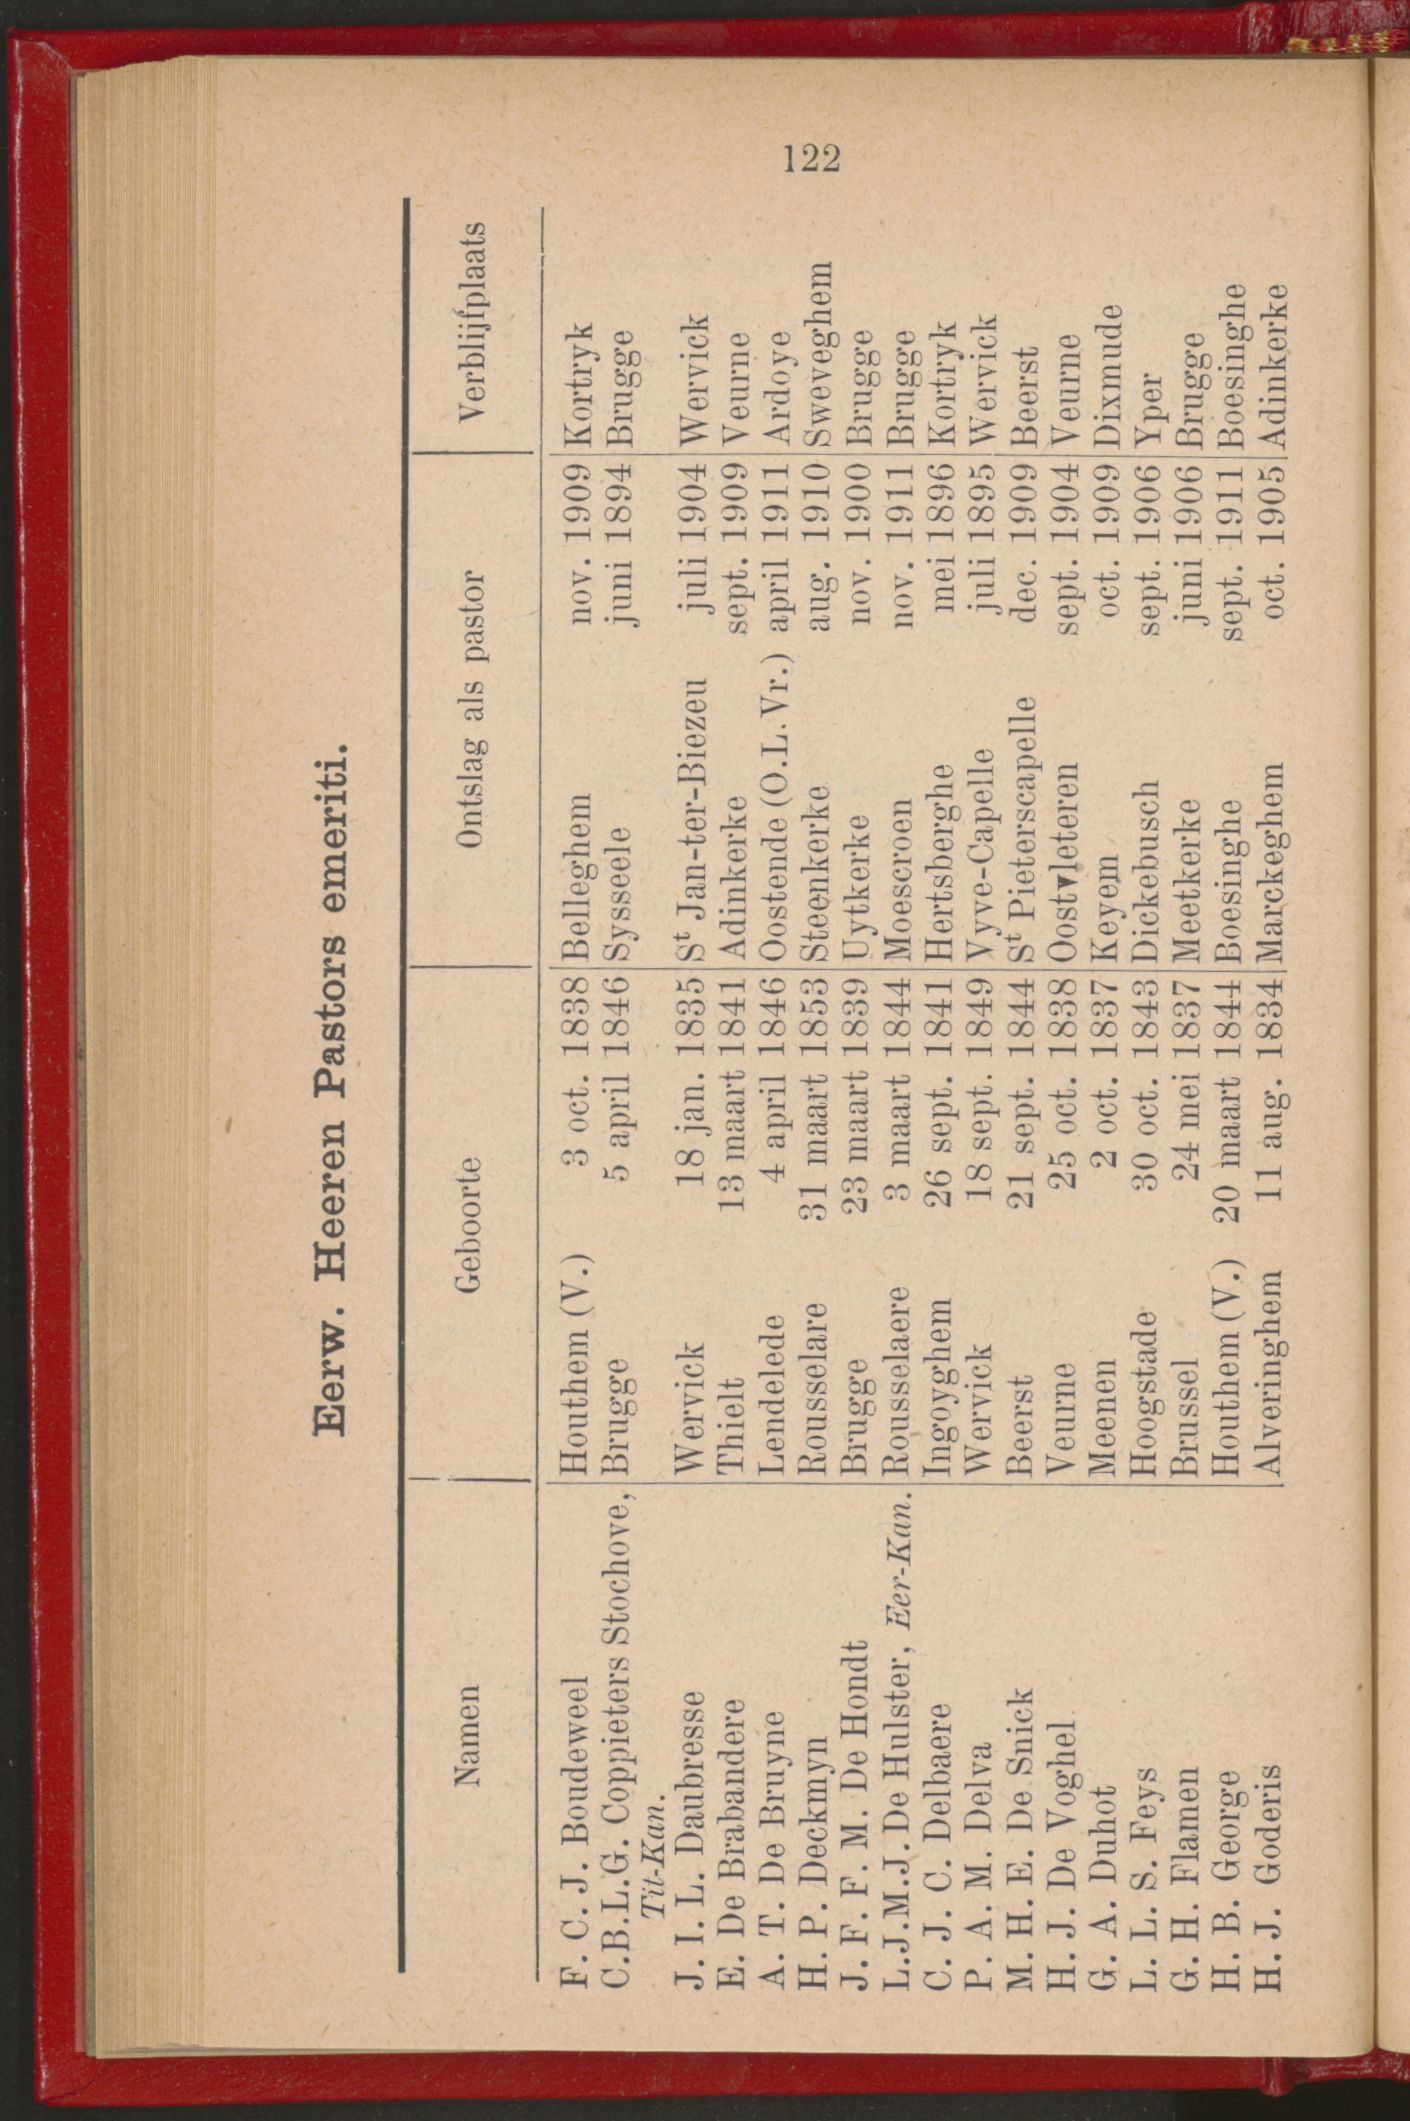 122
Eerw. Heeren Pastors emeriti.
Namen Geboorte Ontslag als pastor Verblijfplaats
F. C. J. Boudeweel Houthem (V.) 3 oct. 1838 Belleghem nov. 1909 Kortryk
C.B.L.G. Coppieters Stochove, Brugge 5 april 1846 Sysseele juni 1894 Brugge
Tit-Kan.
J. I. L. Daubresse Wervick 18 jan. 1835 St Jan-ter-Biezeu juli 1904 Wervick
E. De Brabandere Thielt 13 maart 1841 Adinkerke sept. 1909 Veurne
A. T. De Bruyne Lendelede 4 april 1846 Oostende (O.L.Vr.) april 1911 Ardoye
H. P. Deckmyn Rousselare 31 maart 1853 Steenkerke aug. 1910 Sweveghem
J. F. F. M. De Hondt Brugge 23 maart 1839 Uytkerke nov. 1900 Brugge
L.J.M.J. De Hulster, Eer-Kan. Rousselaere 3 maart 1844 Moescroen nov. 1911 Brugge
C. J. C. Delbaere Ingoyghem 26 sept. 1841 Hertsberghe mei 1896 Kortryk
P. A. M. Delva Wervick 18 sept. 1849 Vyve-Capelle juli 1895 Wervick
M. H. E. De Snick Beerst 21 sept. 1844 St Pieterscapelle dec. 1909 Beerst
H. J. De Voghel Veurne 25 oct. 1838 Oostvleteren sept. 1904 Veurne
G. A. Duhot Meenen 2 oct. 1837 Keyem oct. 1909 Dixmude
L. L. S. Feys Hoogstade 30 oct. 1843 Dickebusch sept. 1906 Yper
G. H. Flamen Brussel 24 mei 1837 Meetkerke juni 1906 Brugge
H. B. George Houthem (V.) 20 maart 1844 Boesinghe sept. 1911 Boesinghe
H. J. Goderis Alveringhem 11 aug. 1834 Marckeghem oct. 1905 Adinkerke